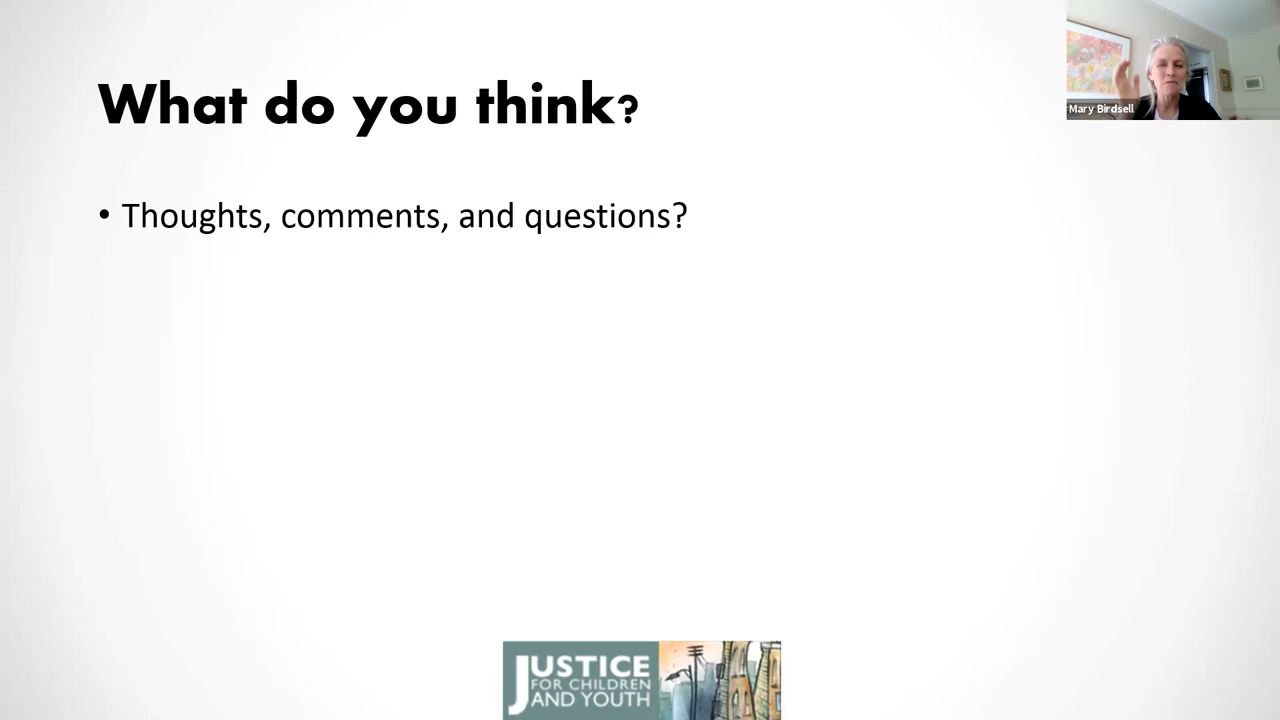 What do you think?
• Thoughts, comments, and questions?
Mary Birdsell
JUSTICE
FOR CHILDREN
AND YOUTH